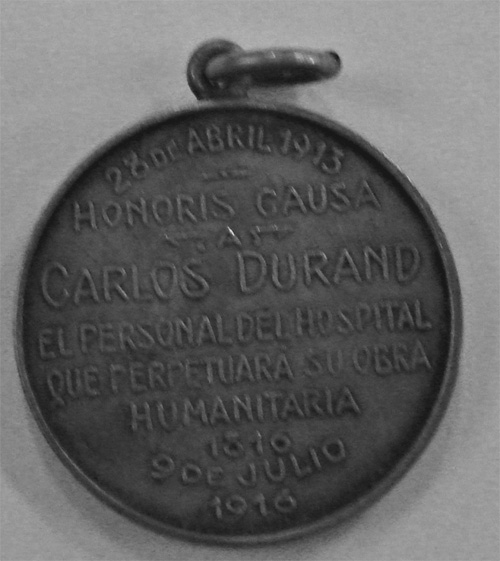 28 DE ABRIL 1913
HONORIS CAUSA
A
CARLOS DURAND
EL PERSONAL DEL HOSPITAL
QUE PERPETUARA SU OBRA
HUMANITARIA
1816
9 DE JULIO
1916